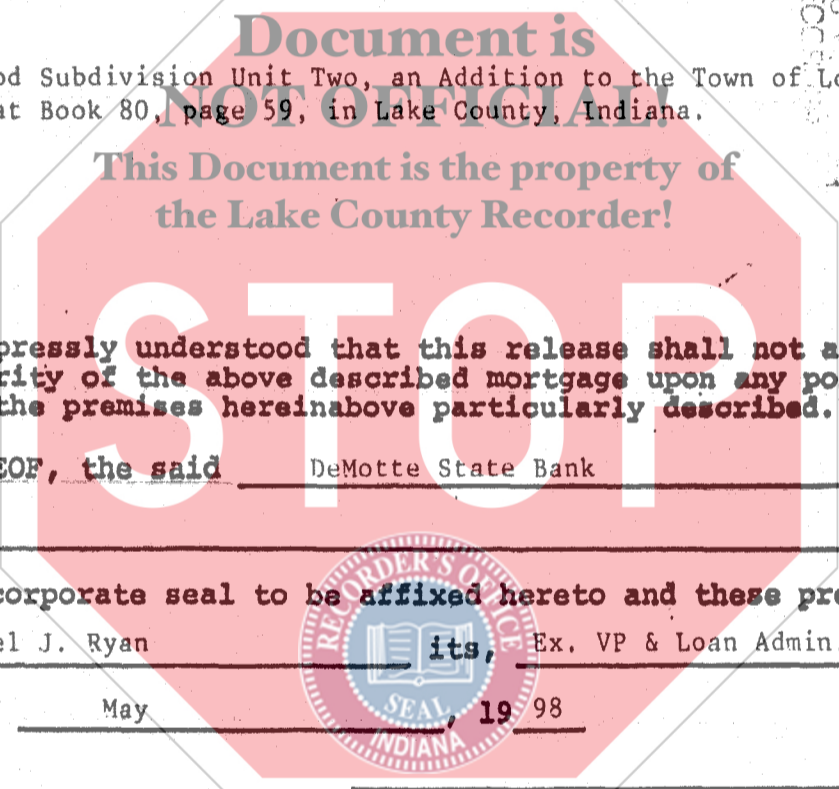 Document is
od Subdivision Unit Two, an Addition to the Town of Lo
at Book 80, page 59, in Lake County, Indiana.
NOT OFFICIAL!
This Document is the property of
the Lake County Recorder!
STOP
pressly understood that this release shall not a
rity of the above described mortgage upon any po
the premises hereinabove particularly described.
EOF, the said DeMotte State Bank
corporate seal to be affixed hereto and these pre
el J. Ryan its, Ex. VP & Loan Admin
May , 19 98
RECORDER'S OFFICE
SEAL
INDIANA